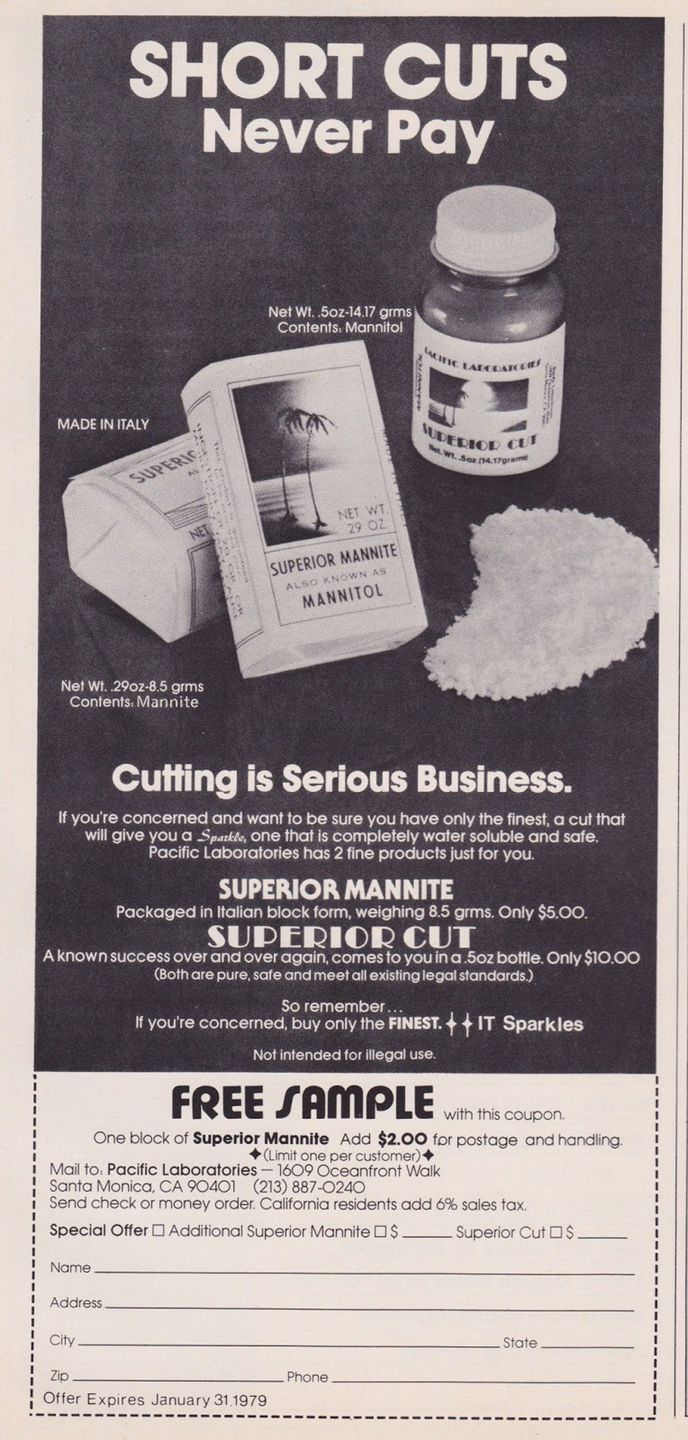 SHORT CUTS
Never Pay
Net Wt. .5oz-14.17 grms
Contents: Mannitol
PACIFIC LABORATORIES
SUPERIOR CUT
Net. Wt. .5oz (14.17grams)
MADE IN ITALY
SUPERIO
NET
NET WT.
.29 OZ
SUPERIOR MANNITE
ALSO KNOWN AS
MANNITOL
Net Wt. .29oz-8.5 grms
Contents: Mannite
Cutting is Serious Business.
If you're concerned and want to be sure you have only the finest, a cut that
will give you a Sparkle, one that is completely water soluble and safe.
Pacific Laboratories has 2 fine products just for you.
SUPERIOR MANNITE
Packaged in Italian block form, weighing 8.5 grms. Only $5.00.
SUPERIOR CUT
A known success over and over again, comes to you in a .5oz bottle. Only $10.00
(Both are pure, safe and meet all existing legal standards.)
So remember...
If you're concerned, buy only the FINEST. IT Sparkles
Not intended for illegal use.
FREE SAMPLE with this coupon.
One block of Superior Mannite Add $2.00 for postage and handling.
(Limit one per customer)
Mail to: Pacific Laboratories — 1609 Oceanfront Walk
Santa Monica, CA 90401 (213) 887-0240
Send check or money order. California residents add 6% sales tax.
Special Offer □ Additional Superior Mannite □ $ Superior Cut □ $
Name
Address
City State
Zip Phone
Offer Expires January 31,1979